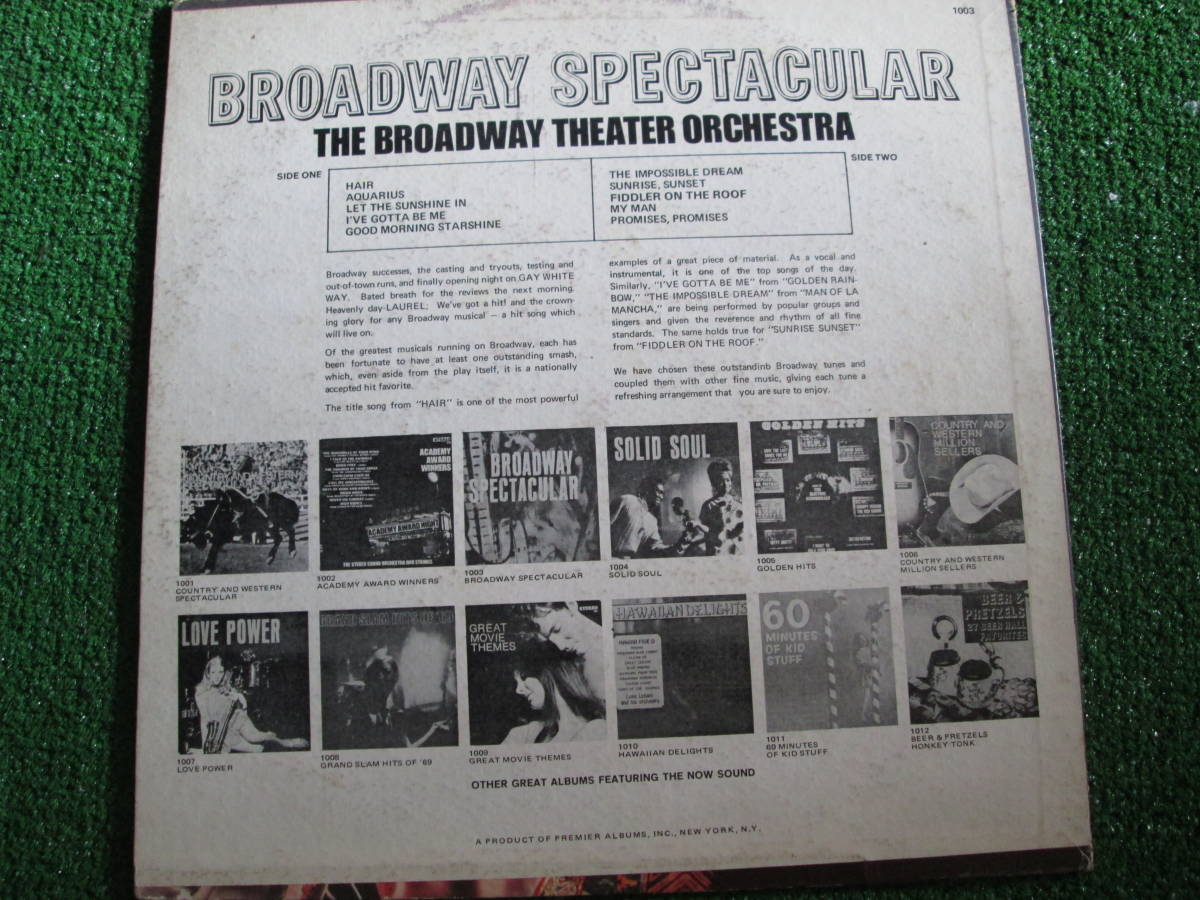 1003
BROADWAY SPECTACULAR
THE BROADWAY THEATER ORCHESTRA
SIDE ONE
HAIR
AQUARIUS
LET THE SUNSHINE IN
I'VE GOTTA BE ME
GOOD MORNING STARSHINE
SIDE TWO
THE IMPOSSIBLE DREAM
SUNRISE, SUNSET
FIDDLER ON THE ROOF
MY MAN
PROMISES, PROMISES
Broadway successes, the casting and tryouts, testing and
out-of-town runs, and finally opening night on GAY WHITE
WAY. Bated breath for the reviews the next morning.
Heavenly day-LAUREL; We've got a hit! and the crown-
ing glory for any Broadway musical — a hit song which
will live on.
Of the greatest musicals running on Broadway, each has
been fortunate to have at least one outstanding smash,
which, even aside from the play itself, it is a nationally
accepted hit favorite.
The title song from "HAIR" is one of the most powerful
examples of a great piece of material. As a vocal and
instrumental, it is one of the top songs of the day.
Similarly, "I'VE GOTTA BE ME" from "GOLDEN RAIN-
BOW," "THE IMPOSSIBLE DREAM" from "MAN OF LA
MANCHA," are being performed by popular groups and
singers and given the reverence and rhythm of all fine
standards. The same holds true for "SUNRISE SUNSET"
from "FIDDLER ON THE ROOF."
We have chosen these outstandinb Broadway tunes and
coupled them with other fine music, giving each tune a
refreshing arrangement that you are sure to enjoy.
ACADEMY
AWARD
WINNERS
ACADEMY AWARD NIGHT
BROADWAY
SPECTACULAR
SOLID SOUL
GOLDEN HITS
COUNTRY AND
WESTERN
MILLION
SELLERS
1001
COUNTRY AND WESTERN
SPECTACULAR
1002
ACADEMY AWARD WINNERS
1003
BROADWAY SPECTACULAR
1004
SOLID SOUL
1005
GOLDEN HITS
1006
COUNTRY AND WESTERN
MILLION SELLERS
LOVE POWER
GRAND SLAM HITS OF '69
STEREO
GREAT
MOVIE
THEMES
HAWAIIAN DELIGHTS
60
MINUTES
OF KID
STUFF
BEER &
PRETZELS
27 BEER HALL
FAVORITES
1007
LOVE POWER
1008
GRAND SLAM HITS OF '69
1009
GREAT MOVIE THEMES
1010
HAWAIIAN DELIGHTS
1011
60 MINUTES
OF KID STUFF
1012
BEER & PRETZELS
HONKEY TONK
OTHER GREAT ALBUMS FEATURING THE NOW SOUND
A PRODUCT OF PREMIER ALBUMS, INC., NEW YORK, N.Y.